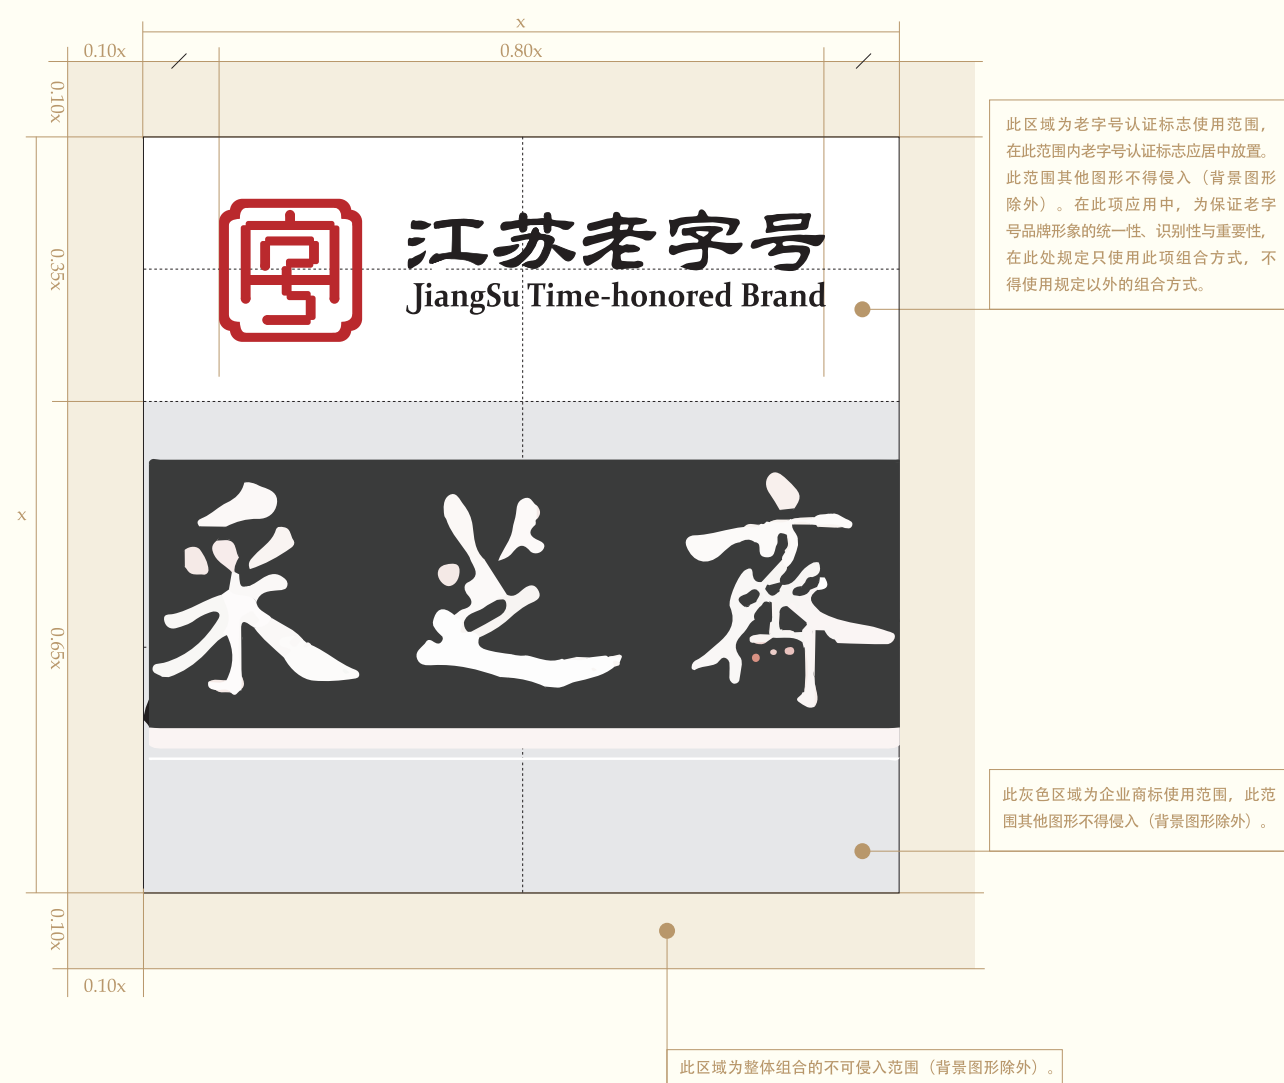 x
0.10x
0.80x
0.10x
此区域为老字号认证标志使用范围，
在此范围内老字号认证标志应居中放置。
此范围其他图形不得侵入（背景图形
除外）。在此项应用中，为保证老字
号品牌形象的统一性、识别性与重要性，
在此处规定只使用此项组合方式，不
得使用规定以外的组合方式。
江苏老字号
JiangSu Time-honored Brand
0.35x
采芝斋
x
0.65x
此灰色区域为企业商标使用范围，此范
围其他图形不得侵入（背景图形除外）。
0.10x
0.10x
此区域为整体组合的不可侵入范围（背景图形除外）。